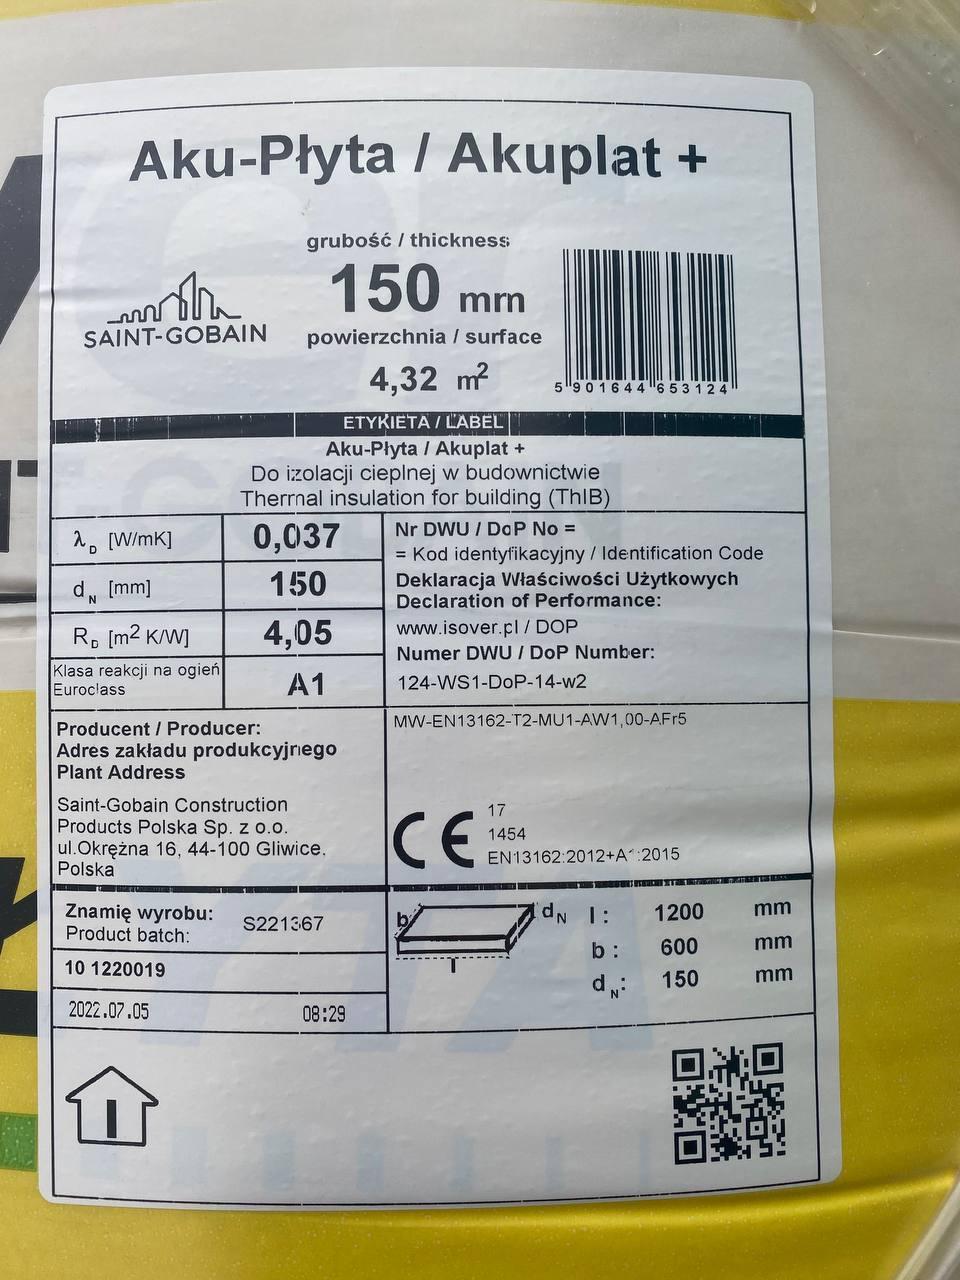 Aku-Płyta / Akuplat +
grubość / thickness
150 mm
SAINT-GOBAIN
powierzchnia / surface
4,32 m²
5 901644 653124
ETYKIETA / LABEL
Aku-Płyta / Akuplat +
Do izolacji cieplnej w budownictwie
Thermal insulation for building (ThIB)
λD [W/mK] 0,037
dN [mm] 150
RD [m² K/W] 4,05
Klasa reakcji na ogień
Euroclass
A1
Nr DWU / DoP No =
= Kod identyfikacyjny / Identification Code
Deklaracja Właściwości Użytkowych
Declaration of Performance:
www.isover.pl / DOP
Numer DWU / DoP Number:
124-WS1-DoP-14-w2
Producent / Producer:
Adres zakładu produkcyjnego
Plant Address
Saint-Gobain Construction
Products Polska Sp. z o.o.
ul.Okrężna 16, 44-100 Gliwice,
Polska
MW-EN13162-T2-MU1-AW1,00-AFr5
CE
17
1454
EN13162:2012+A1:2015
Znamię wyrobu:
Product batch:
S221367
10 1220019
2022.07.05 08:29
b dN l
l : 1200 mm
b : 600 mm
dN: 150 mm